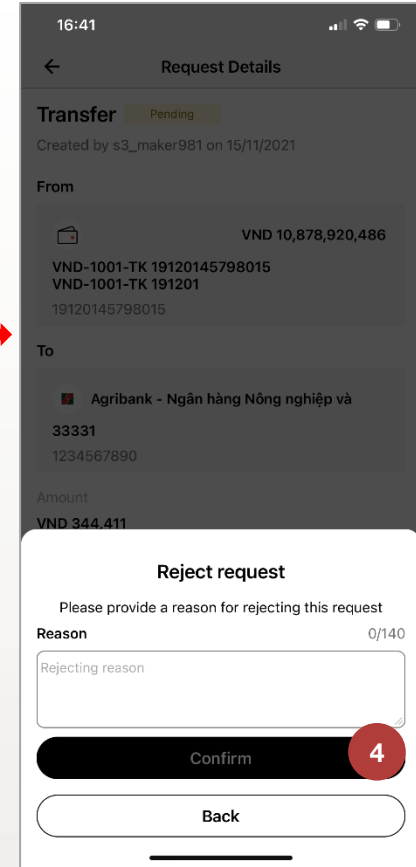 16:41
Request Details
Transfer Pending
Created by s3_maker981 on 15/11/2021
From
VND 10,878,920,486
VND-1001-TK 19120145798015
VND-1001-TK 191201
19120145798015
To
Agribank - Ngân hàng Nông nghiệp và
33331
1234567890
Amount
VND 344,411
Reject request
Please provide a reason for rejecting this request
Reason 0/140
Rejecting reason
Confirm 4
Back